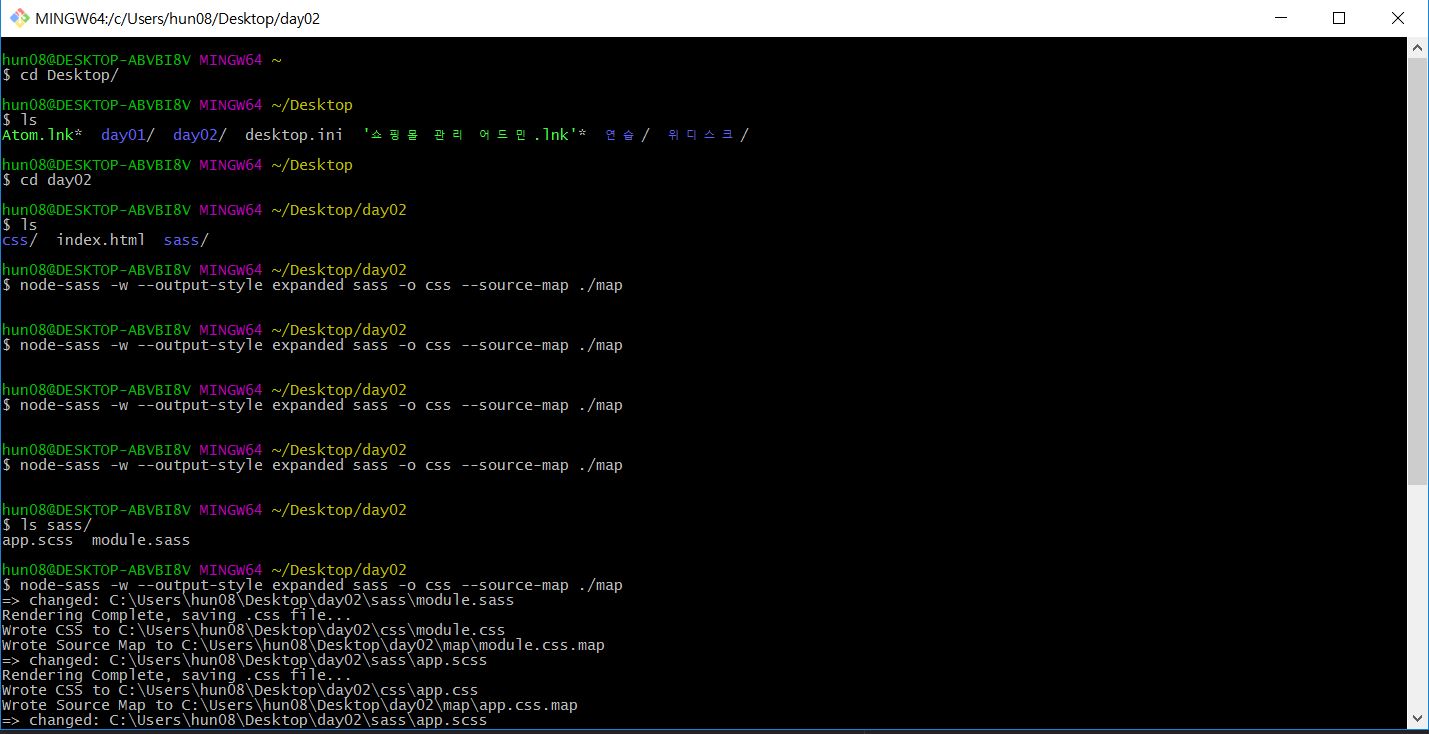 MINGW64:/c/Users/hun08/Desktop/day02
hun08@DESKTOP-ABVBI8V MINGW64 ~
$ cd Desktop/
hun08@DESKTOP-ABVBI8V MINGW64 ~/Desktop
$ ls
Atom.lnk*  day01/  day02/  desktop.ini  '쇼핑몰 관리 어드민.lnk'*  연습/  위디스크/
hun08@DESKTOP-ABVBI8V MINGW64 ~/Desktop
$ cd day02
hun08@DESKTOP-ABVBI8V MINGW64 ~/Desktop/day02
$ ls
css/  index.html  sass/
hun08@DESKTOP-ABVBI8V MINGW64 ~/Desktop/day02
$ node-sass -w --output-style expanded sass -o css --source-map ./map
hun08@DESKTOP-ABVBI8V MINGW64 ~/Desktop/day02
$ node-sass -w --output-style expanded sass -o css --source-map ./map
hun08@DESKTOP-ABVBI8V MINGW64 ~/Desktop/day02
$ node-sass -w --output-style expanded sass -o css --source-map ./map
hun08@DESKTOP-ABVBI8V MINGW64 ~/Desktop/day02
$ node-sass -w --output-style expanded sass -o css --source-map ./map
hun08@DESKTOP-ABVBI8V MINGW64 ~/Desktop/day02
$ ls sass/
app.scss  module.sass
hun08@DESKTOP-ABVBI8V MINGW64 ~/Desktop/day02
$ node-sass -w --output-style expanded sass -o css --source-map ./map
=> changed: C:\Users\hun08\Desktop\day02\sass\module.sass
Rendering Complete, saving .css file...
Wrote CSS to C:\Users\hun08\Desktop\day02\css\module.css
Wrote Source Map to C:\Users\hun08\Desktop\day02\map\module.css.map
=> changed: C:\Users\hun08\Desktop\day02\sass\app.scss
Rendering Complete, saving .css file...
Wrote CSS to C:\Users\hun08\Desktop\day02\css\app.css
Wrote Source Map to C:\Users\hun08\Desktop\day02\map\app.css.map
=> changed: C:\Users\hun08\Desktop\day02\sass\app.scss